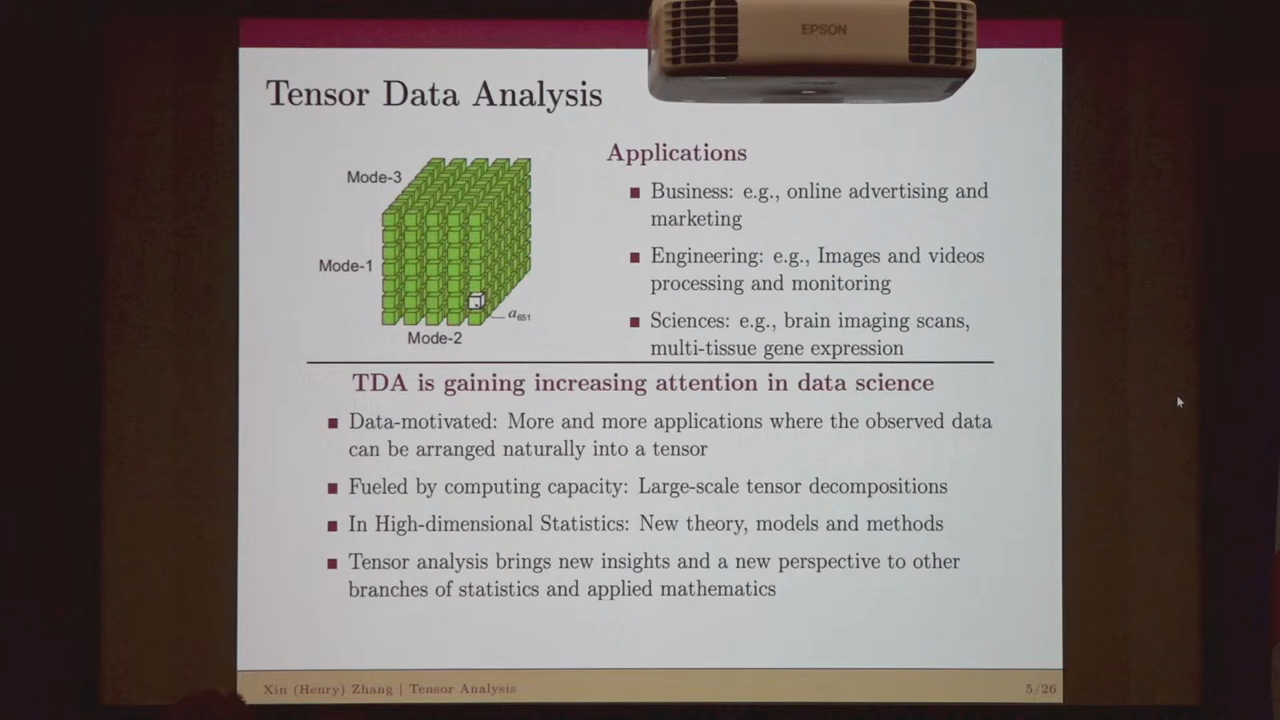 EPSON
Tensor Data Analysis
Mode-3
Mode-1
Mode-2
a651
Applications
Business: e.g., online advertising and
marketing
Engineering: e.g., Images and videos
processing and monitoring
Sciences: e.g., brain imaging scans,
multi-tissue gene expression
TDA is gaining increasing attention in data science
Data-motivated: More and more applications where the observed data
can be arranged naturally into a tensor
Fueled by computing capacity: Large-scale tensor decompositions
In High-dimensional Statistics: New theory, models and methods
Tensor analysis brings new insights and a new perspective to other
branches of statistics and applied mathematics
Xin (Henry) Zhang | Tensor Analysis
5/26